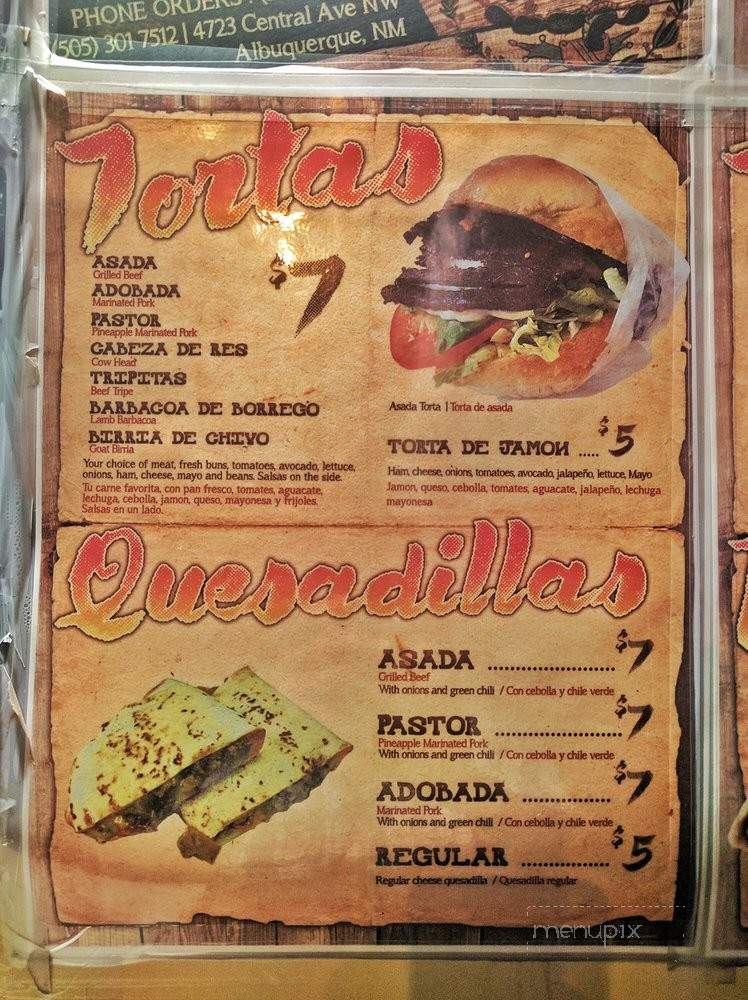 PHONE ORDERS
(505) 301 7512 | 4723 Central Ave NW
Albuquerque, NM
Tortas
ASADA
Grilled Beef
ADOBADA
Marinated Pork
PASTOR
Pineapple Marinated Pork
CABEZA DE RES
Cow Head
TRIPITAS
Beef Tripe
BARBACOA DE BORREGO
Lamb Barbacoa
BIRRIA DE CHIVO
Goat Birria
$7
Your choice of meat, fresh buns, tomatoes, avocado, lettuce,
onions, ham, cheese, mayo and beans. Salsas on the side.
Tu carne favorita, con pan fresco, tomates, aguacate,
lechuga, cebolla, jamon, queso, mayonesa y frijoles.
Salsas en un lado.
Asada Torta | Torta de asada
TORTA DE JAMON ..... $5
Ham, cheese, onions, tomatoes, avocado, jalapeño, lettuce, Mayo
Jamon, queso, cebolla, tomates, aguacate, jalapeño, lechuga
mayonesa
Quesadillas
ASADA ........................ $7
Grilled Beef
With onions and green chili / Con cebolla y chile verde
PASTOR ........................ $7
Pineapple Marinated Pork
With onions and green chili / Con cebolla y chile verde
ADOBADA ................. $7
Marinated Pork
With onions and green chili / Con cebolla y chile verde
REGULAR ................. $5
Regular cheese quesadilla / Quesadilla regular
menupix